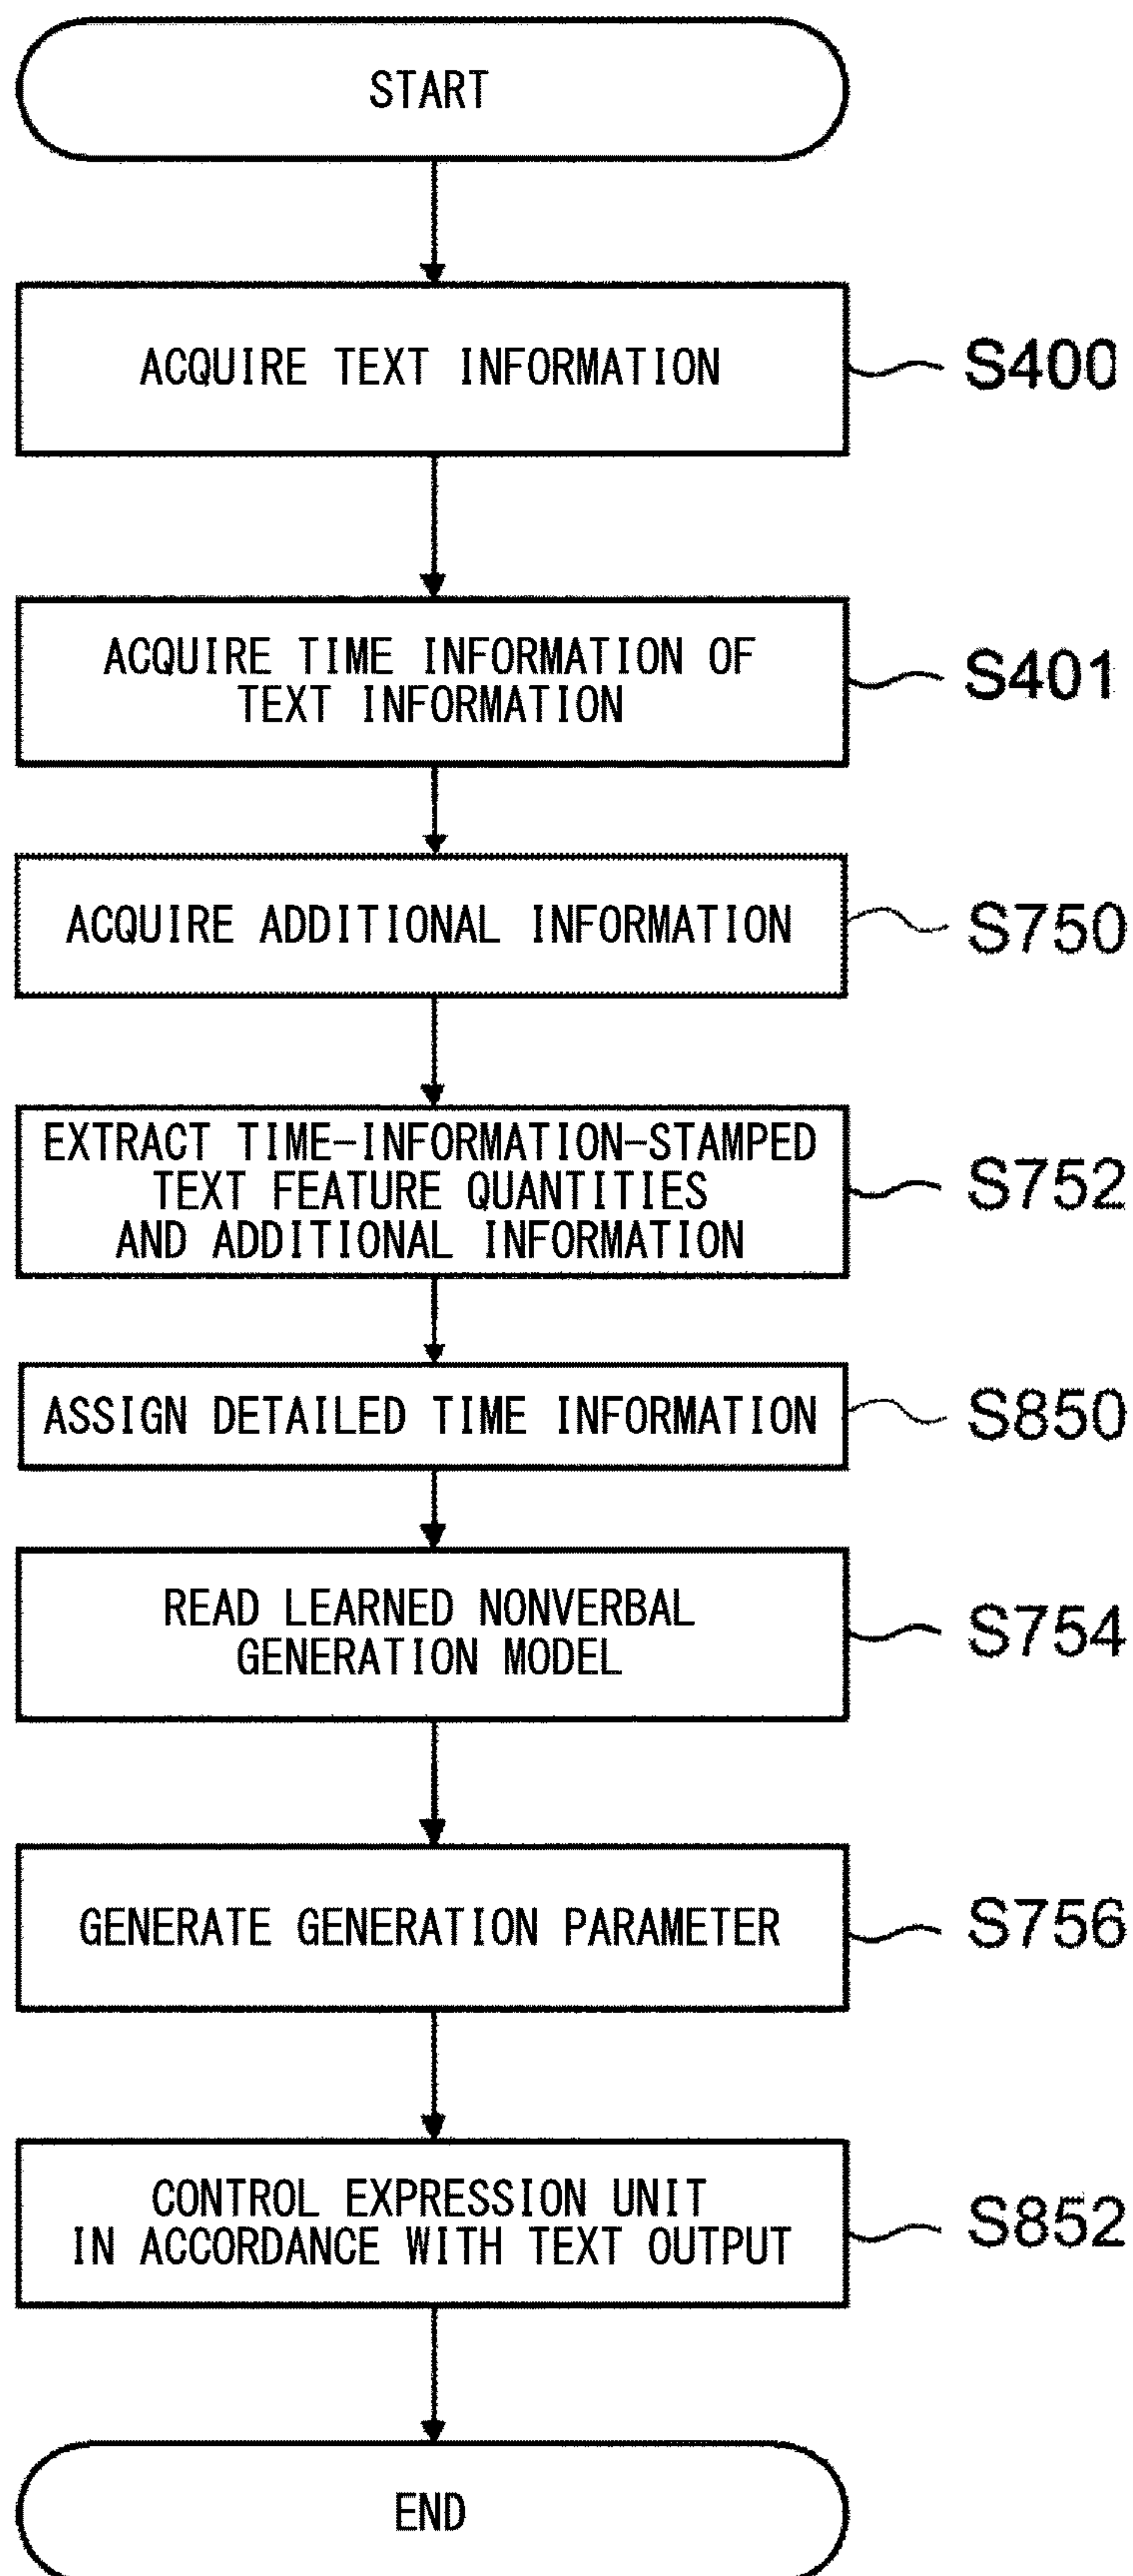 START
ACQUIRE TEXT INFORMATION
S400
ACQUIRE TIME INFORMATION OF
TEXT INFORMATION
S401
ACQUIRE ADDITIONAL INFORMATION
S750
EXTRACT TIME-INFORMATION-STAMPED
TEXT FEATURE QUANTITIES
AND ADDITIONAL INFORMATION
S752
ASSIGN DETAILED TIME INFORMATION
S850
READ LEARNED NONVERBAL
GENERATION MODEL
S754
GENERATE GENERATION PARAMETER
S756
CONTROL EXPRESSION UNIT
IN ACCORDANCE WITH TEXT OUTPUT
S852
END